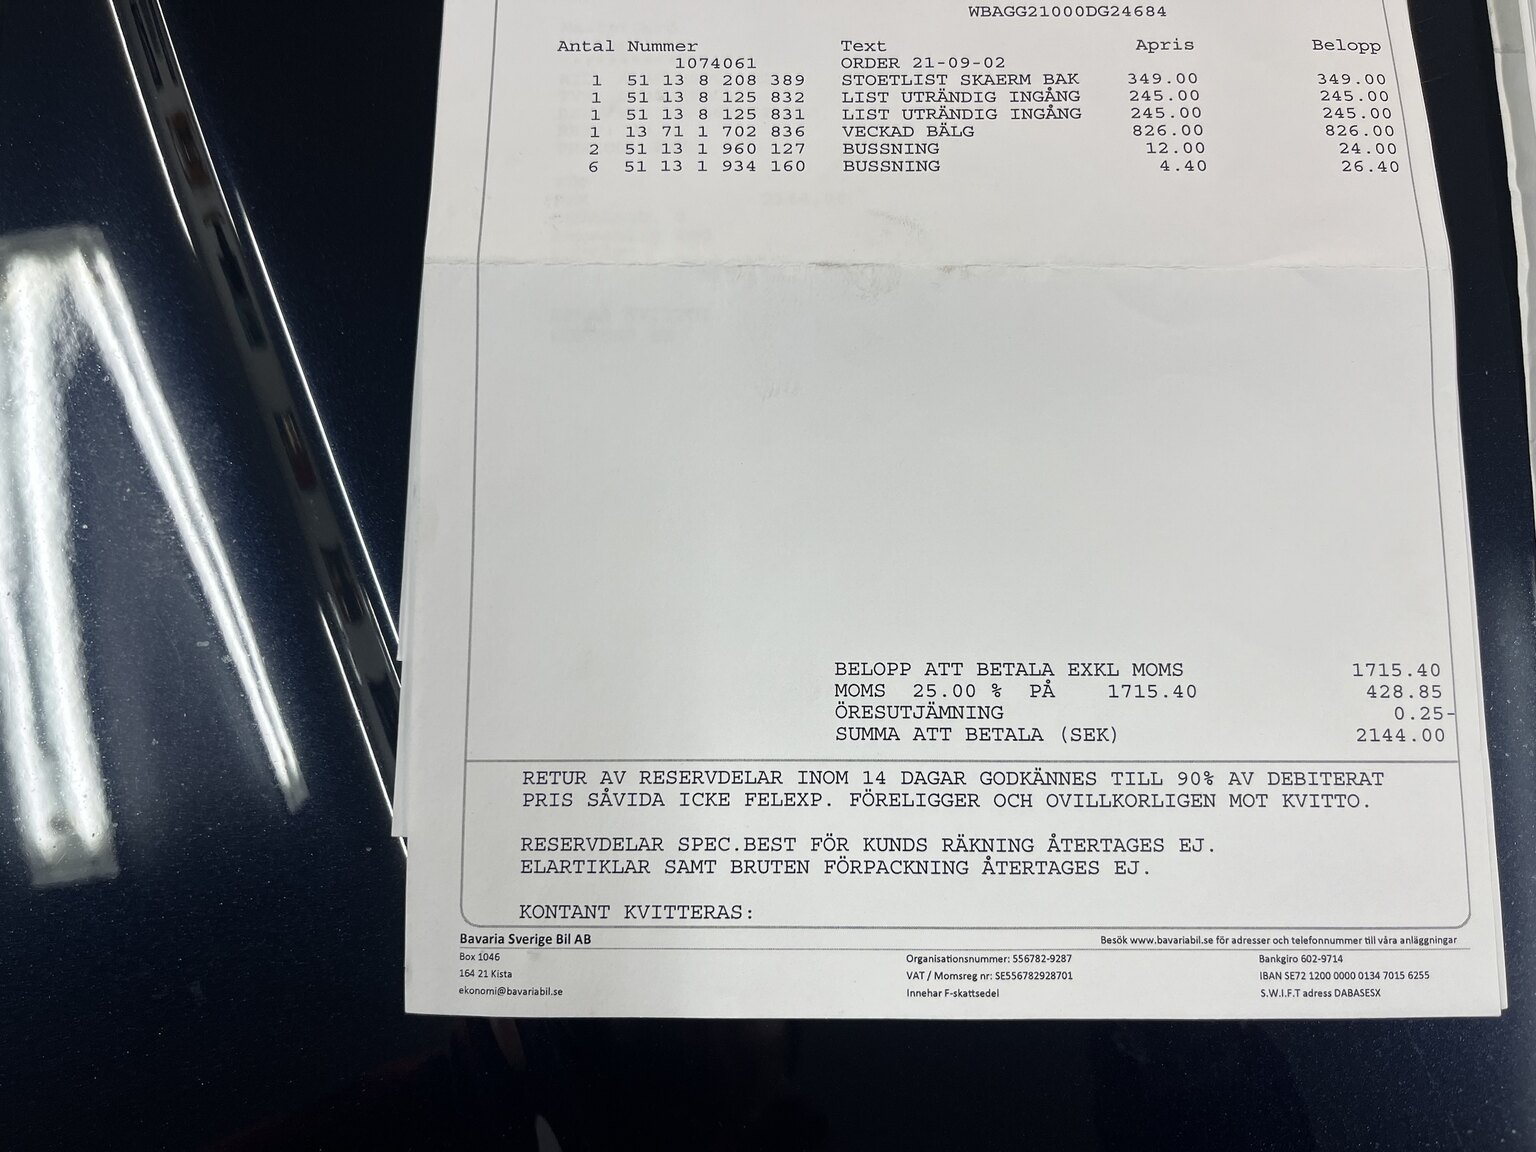 WBAGG21000DG24684
Antal Nummer Text Apris Belopp
1074061 ORDER 21-09-02
1 51 13 8 208 389 STOETLIST SKAERM BAK 349.00 349.00
1 51 13 8 125 832 LIST UTRÄNDIG INGÅNG 245.00 245.00
1 51 13 8 125 831 LIST UTRÄNDIG INGÅNG 245.00 245.00
1 13 71 1 702 836 VECKAD BÄLG 826.00 826.00
2 51 13 1 960 127 BUSSNING 12.00 24.00
6 51 13 1 934 160 BUSSNING 4.40 26.40
BELOPP ATT BETALA EXKL MOMS 1715.40
MOMS 25.00 % PÅ 1715.40 428.85
ÖRESUTJÄMNING 0.25-
SUMMA ATT BETALA (SEK) 2144.00
RETUR AV RESERVDELAR INOM 14 DAGAR GODKÄNNES TILL 90% AV DEBITERAT
PRIS SÅVIDA ICKE FELEXP. FÖRELIGGER OCH OVILLKORLIGEN MOT KVITTO.
RESERVDELAR SPEC.BEST FÖR KUNDS RÄKNING ÅTERTAGES EJ.
ELARTIKLAR SAMT BRUTEN FÖRPACKNING ÅTERTAGES EJ.
KONTANT KVITTERAS:
Bavaria Sverige Bil AB Besök www.bavariabil.se för adresser och telefonnummer till våra anläggningar
Box 1046 Organisationsnummer: 556782-9287 Bankgiro 602-9714
164 21 Kista VAT / Momsreg nr: SE556782928701 IBAN SE72 1200 0000 0134 7015 6255
ekonomi@bavariabil.se Innehar F-skattsedel S.W.I.F.T adress DABASESX